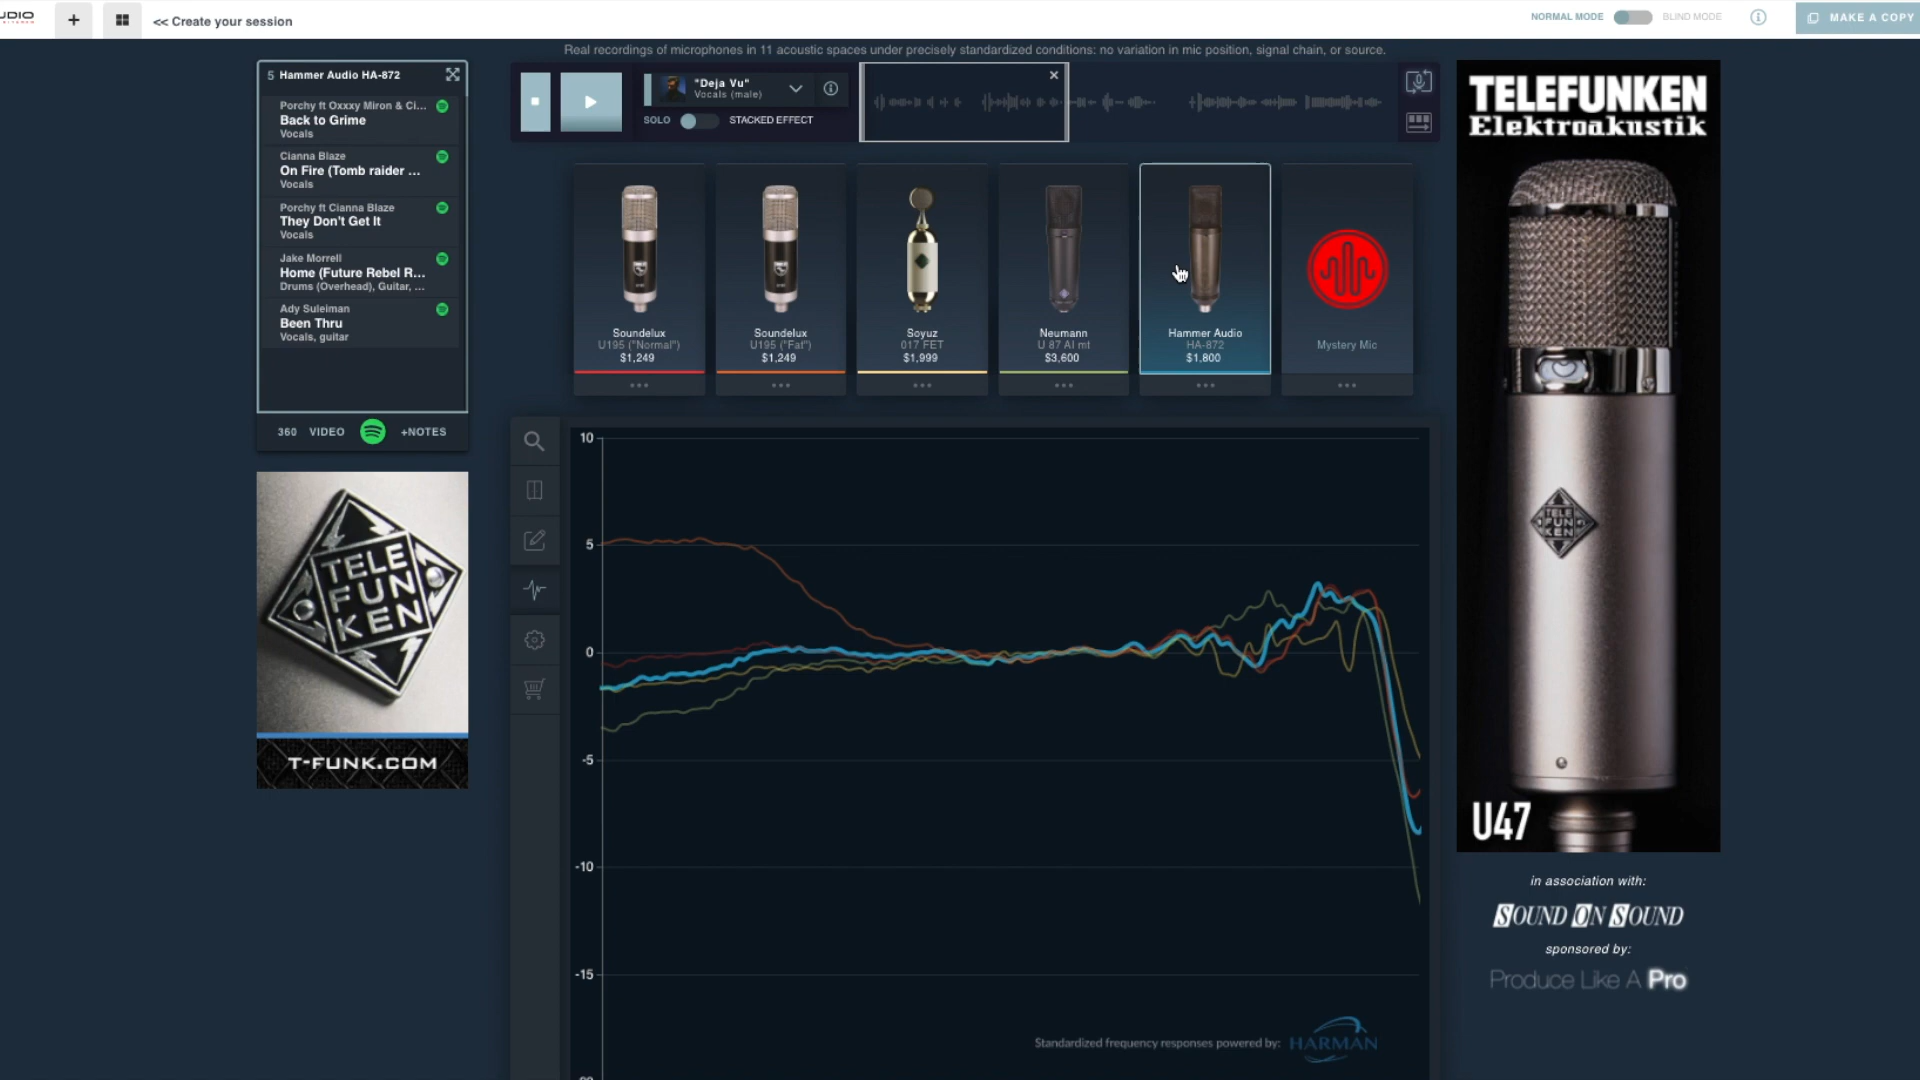 UDIO
<< Create your session
NORMAL MODE
BLIND MODE
MAKE A COPY
Real recordings of microphones in 11 acoustic spaces under precisely standardized conditions: no variation in mic position, signal chain, or source.
5 Hammer Audio HA-872
Porchy ft Oxxxy Miron & Ci...
Back to Grime
Vocals
Cianna Blaze
On Fire (Tomb raider ...
Vocals
Porchy ft Cianna Blaze
They Don't Get It
Vocals
Jake Morrell
Home (Future Rebel R...
Drums (Overhead), Guitar, ...
Ady Suleiman
Been Thru
Vocals, guitar
360 VIDEO +NOTES
TELE
FUN
KEN
T-FUNK.COM
"Deja Vu"
Vocals (male)
SOLO STACKED EFFECT
Soundelux
U195 ("Normal")
$1,249
Soundelux
U195 ("Fat")
$1,249
Soyuz
017 FET
$1,999
Neumann
U 87 AI mt
$3,600
Hammer Audio
HA-872
$1,800
Mystery Mic
10
5
0
-5
-10
-15
Standardized frequency responses powered by: HARMAN
TELEFUNKEN
Elektroakustik
TELE
FUN
KEN
U47
in association with:
SOUND ON SOUND
sponsored by:
Produce Like A Pro